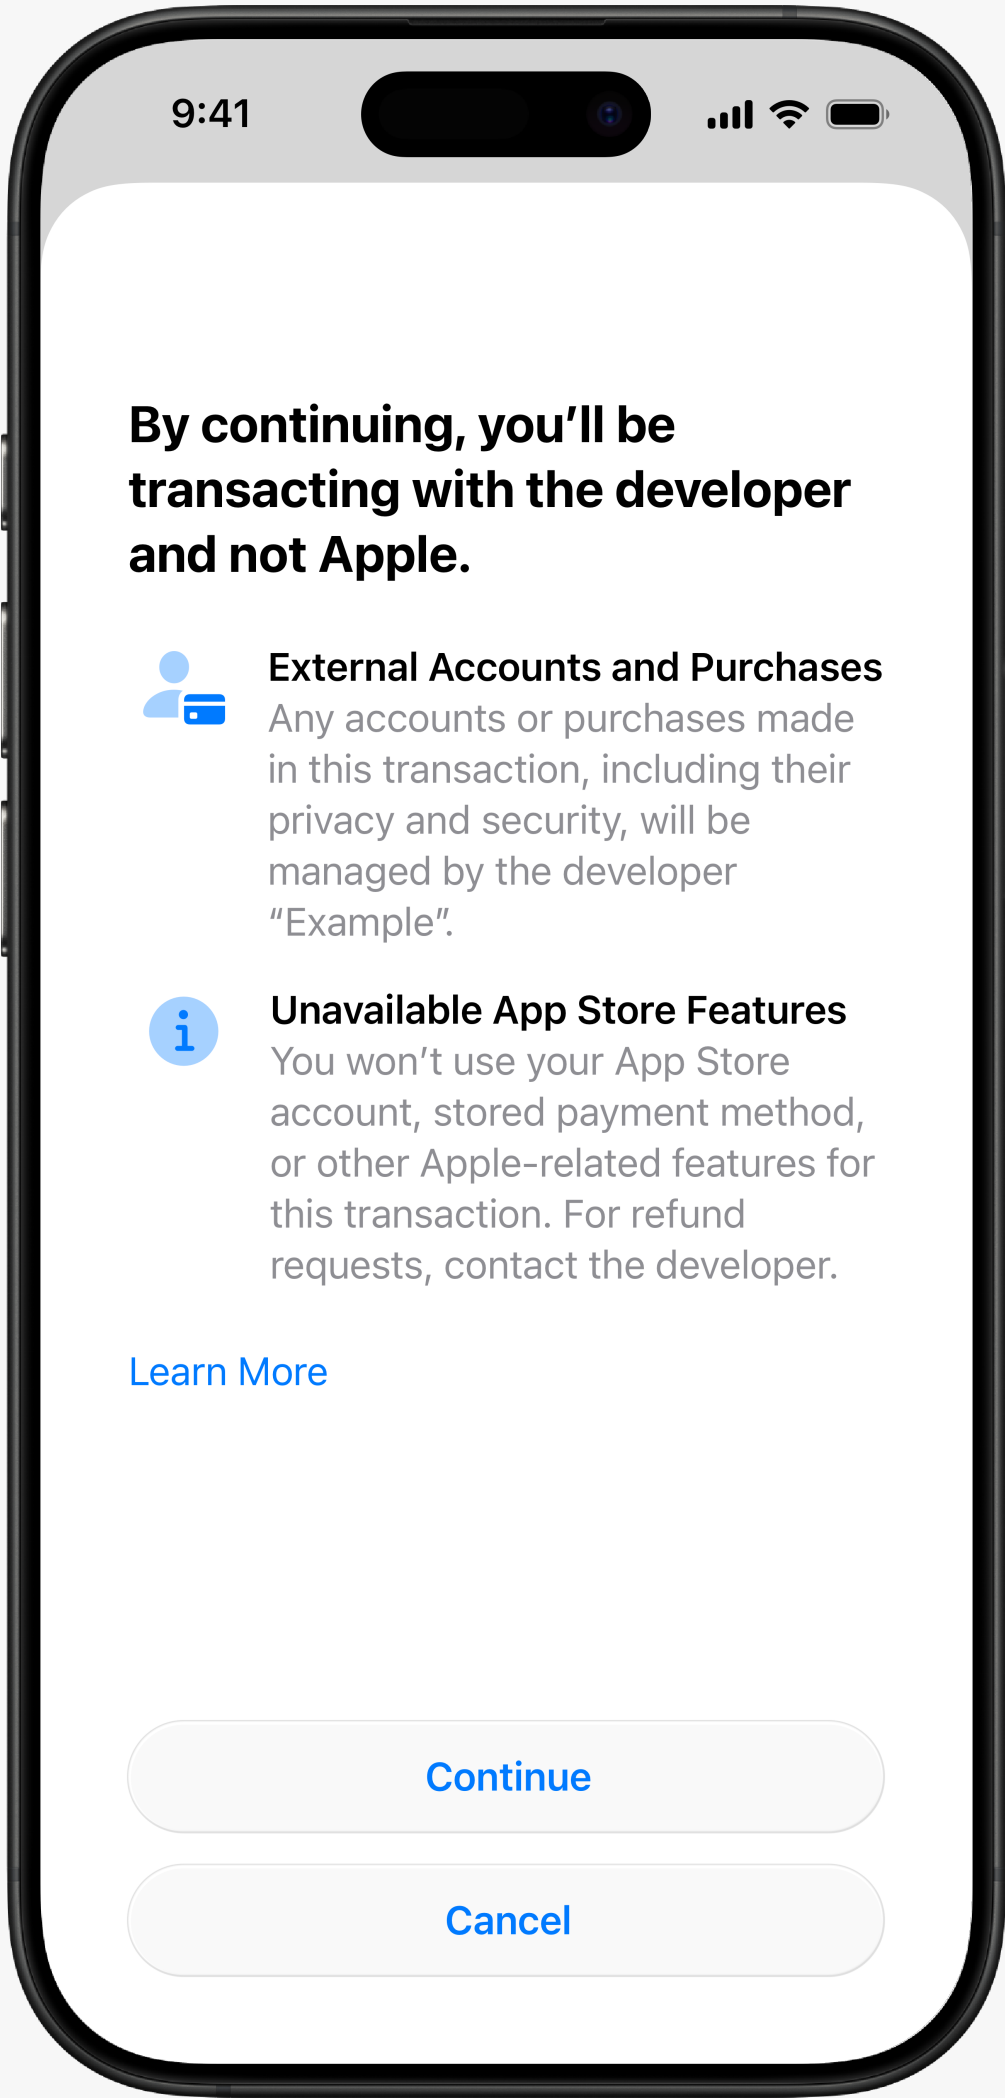 9:41
By continuing, you’ll be
transacting with the developer
and not Apple.
External Accounts and Purchases
Any accounts or purchases made
in this transaction, including their
privacy and security, will be
managed by the developer
“Example”.
Unavailable App Store Features
You won’t use your App Store
account, stored payment method,
or other Apple-related features for
this transaction. For refund
requests, contact the developer.
Learn More
Continue
Cancel